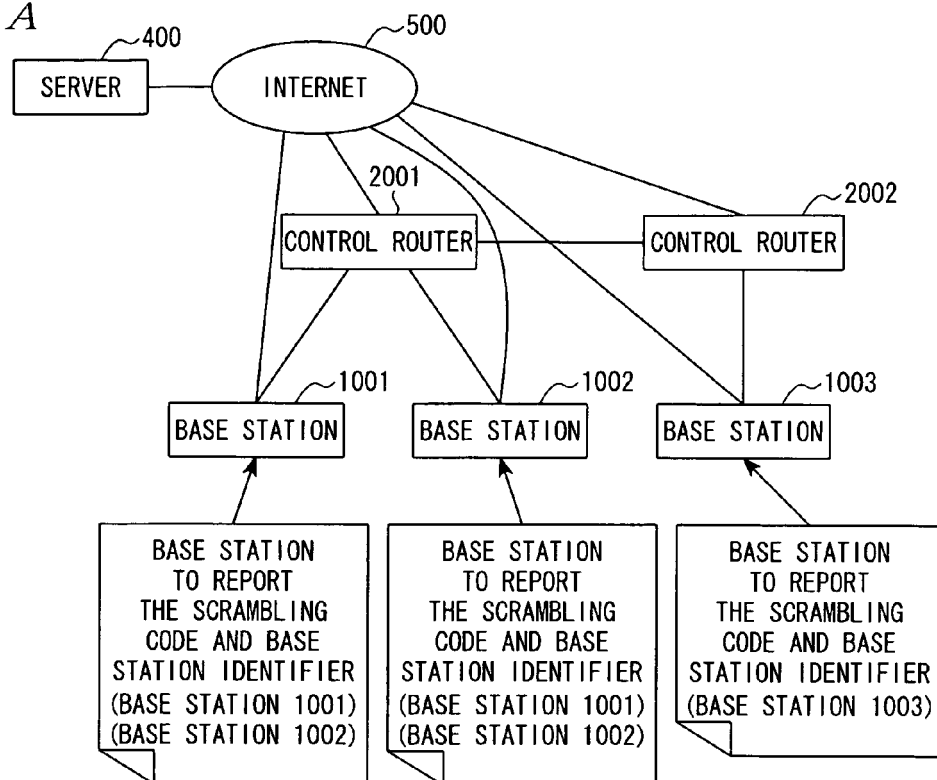 A
400
500
SERVER
INTERNET
2001
2002
CONTROL ROUTER
CONTROL ROUTER
1001
1002
1003
BASE STATION
BASE STATION
BASE STATION
BASE STATION
TO REPORT
THE SCRAMBLING
CODE AND BASE
STATION IDENTIFIER
(BASE STATION 1001)
(BASE STATION 1002)
BASE STATION
TO REPORT
THE SCRAMBLING
CODE AND BASE
STATION IDENTIFIER
(BASE STATION 1001)
(BASE STATION 1002)
BASE STATION
TO REPORT
THE SCRAMBLING
CODE AND BASE
STATION IDENTIFIER
(BASE STATION 1003)